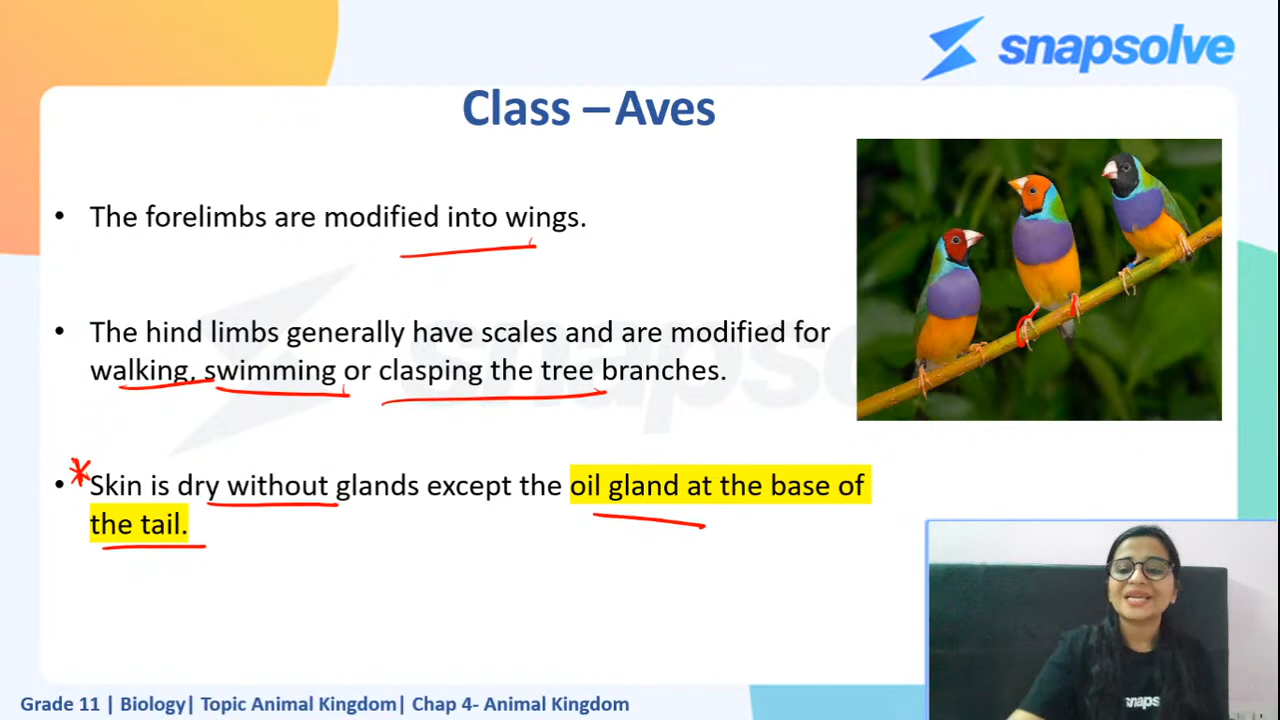 snapsolve
Class –Aves
• The forelimbs are modified into wings.
• The hind limbs generally have scales and are modified for
walking, swimming or clasping the tree branches.
• *Skin is dry without glands except the oil gland at the base of
the tail.
snaps
Grade 11 | Biology| Topic Animal Kingdom| Chap 4- Animal Kingdom